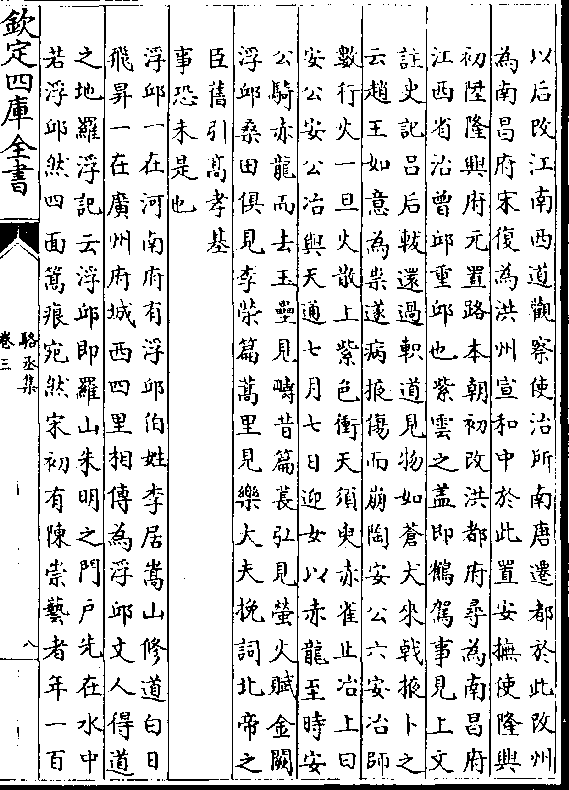 以后改江南西道觀察使治所南唐遷都於此改州
為南昌府宋復為洪州宣和中於此置安撫使隆興
初陞隆興府元置路本朝初改洪都府尋為南昌府
江西省治曾邱重邱也紫雲之蓋即鶴駕事見上文
註史記吕后軷還過軹道見物如蒼犬來㦸掖卜之
云趙王如意為祟遂病掖傷而崩陶安公六安冶師
數行火一旦火散上紫色衝天須臾赤雀止冶上曰
安公安公冶與天通七月七日迎女以赤龍至時安
公騎赤龍而去玉壘見疇昔篇萇弘見螢火賦金闕
浮邱桑田俱見李榮篇蒿里見樂大夫挽詞北帝之
臣舊引髙孝基
事恐未是也
浮邱一在河南府有浮邱伯姓李居嵩山修道白日
飛昇一在廣州府城西四里相傳為浮邱丈人得道
之地羅浮記云浮邱即羅山朱明之門户先在水中
若浮邱然四面篙痕宛然宋初有陳崇藝者年一百
欽定四庫全書
駱丞集
卷三
八